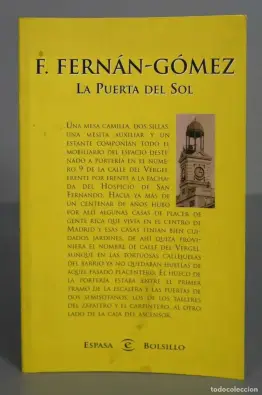 F. FERNÁN-GÓMEZ
LA PUERTA DEL SOL
UNA MESA CAMILLA, DOS SILLAS,
UNA MESITA AUXILIAR Y UN
ESTANTE COMPONÍAN TODO EL
MOBILIARIO DEL ESPACIO DESTI-
NADO A PORTERÍA EN EL NÚME-
RO 9 DE LA CALLE DEL VERGEL,
FRENTE POR FRENTE A LA FACHA-
DA DEL HOSPICIO DE SAN
FERNANDO. HACÍA YA MÁS DE
UN CENTENAR DE AÑOS HUBO
POR ALLÍ ALGUNAS CASAS DE PLACER DE
GENTE RICA QUE VIVÍA EN EL CENTRO DE
MADRID Y ESAS CASAS TENÍAN BIEN CUI-
DADOS JARDINES, DE AHÍ QUIZÁ PROVI-
NIERA EL NOMBRE DE CALLE DEL VERGEL,
AUNQUE EN LAS TORTUOSAS CALLEJUELAS
DEL BARRIO YA NO QUEDARAN HUELLAS DE
AQUEL PASADO PLACENTERO. EL HUECO DE
LA PORTERÍA ESTABA ENTRE EL PRIMER
TRAMO DE LA ESCALERA Y LAS PUERTAS DE
DOS SEMISÓTANOS, LOS DE LOS TALLERES
DEL ZAPATERO Y EL CARPINTERO, AL OTRO
LADO DE LA CAJA DEL ASCENSOR.
ESPASA BOLSILLO
todocoleccion